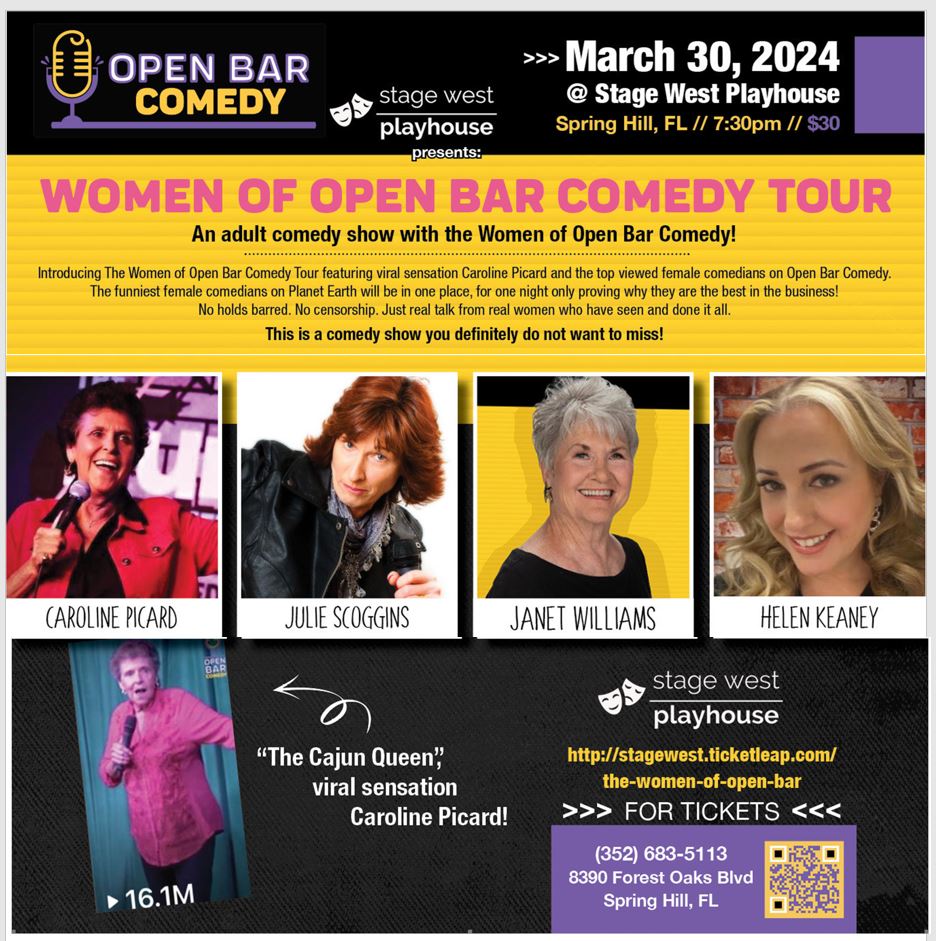 OPEN BAR
COMEDY
stage west
playhouse
presents:
>>> March 30, 2024
@ Stage West Playhouse
Spring Hill, FL // 7:30pm // $30
WOMEN OF OPEN BAR COMEDY TOUR
An adult comedy show with the Women of Open Bar Comedy!
Introducing The Women of Open Bar Comedy Tour featuring viral sensation Caroline Picard and the top viewed female comedians on Open Bar Comedy.
The funniest female comedians on Planet Earth will be in one place, for one night only proving why they are the best in the business!
No holds barred. No censorship. Just real talk from real women who have seen and done it all.
This is a comedy show you definitely do not want to miss!
CAROLINE PICARD
JULIE SCOGGINS
JANET WILLIAMS
HELEN KEANEY
OPEN
BAR
COMEDY
16.1M
“The Cajun Queen”,
viral sensation
Caroline Picard!
stage west
playhouse
http://stagewest.ticketleap.com/
the-women-of-open-bar
>>> FOR TICKETS <<<
(352) 683-5113
8390 Forest Oaks Blvd
Spring Hill, FL